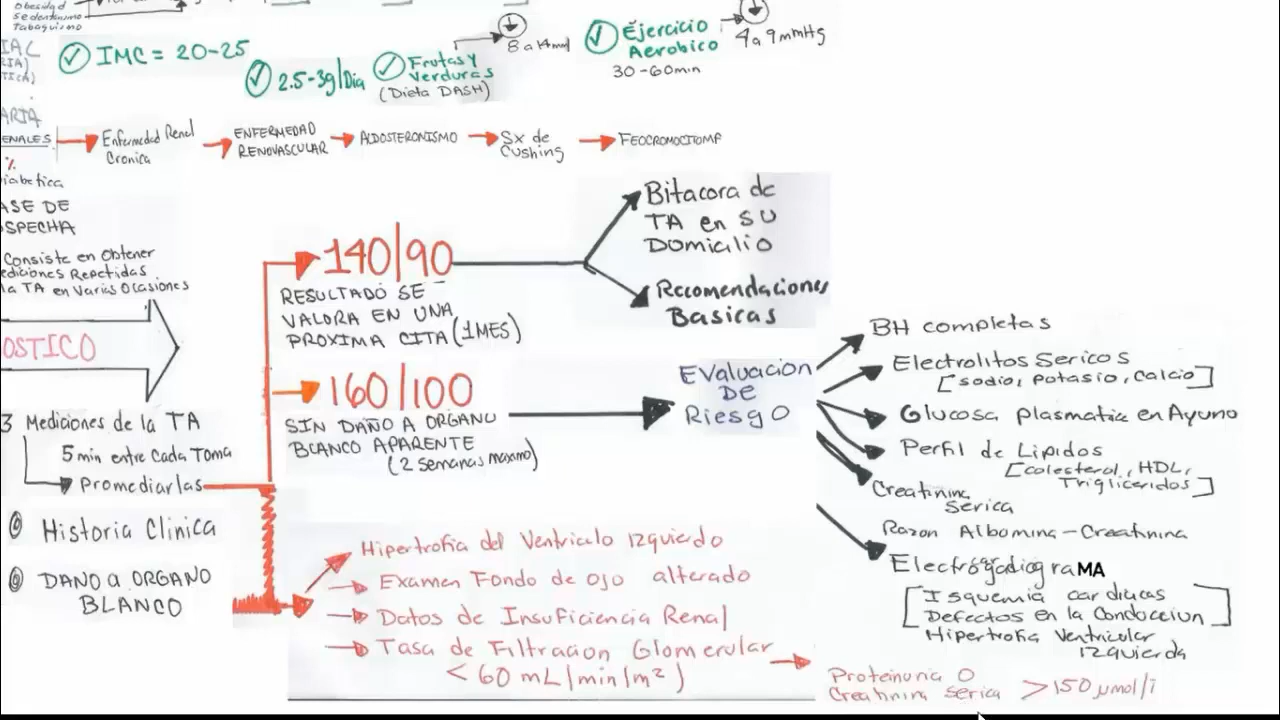 Obesidad
Sedentarismo
Tabaquismo
IMC = 20-25
2.5-3g/Dia
Frutas y
Verduras
(Dieta DASH)
8 a 14
Ejercicio
Aerobico
30-60min
4 a 9 mmHg
ENALES
Enfermedad Renal
Cronica
ENFERMEDAD
RENOVASCULAR
ALDOSTERONISMO
Sx de
Cushing
FEOCROMOCITOMA
%
iabetica
ASE DE
OSPECHA
Consiste en Obtener
ediciones Repetidas
la TA en Varias Ocasiones
OSTICO
3 Mediciones de la TA
5 min entre Cada Toma
Promediarlas
Historia Clinica
DAÑO a ORGANO
BLANCO
140/90
RESULTADO SE
VALORA EN UNA
PROXIMA CITA (1MES)
Bitacora de
TA en SU
Domicilio
Recomendaciones
Basicas
160/100
SIN DAÑO A ORGANO
BLANCO APARENTE
(2 semanas maximo)
Evaluacion
DE
Riesgo
BH completas
Electrolitos Sericos
[sodio, potasio, calcio]
Glucosa plasmatica en Ayuno
Perfil de Lipidos
[colesterol, HDL,
Trigliceridos]
Creatinina
Serica
Razon Albumina-Creatinina
ElectrogadiograMA
[Isquemia cardiacas
Defectos en la Conduccion]
Hipertrofia Ventricular
Izquierda
Hipertrofia del Ventriculo Izquierdo
Examen Fondo de ojo alterado
Datos de Insuficiencia Renal
Tasa de Filtracion Glomerular
<60 mL/min/m²)
Proteinuria O
Creatinina Serica >150 µmol/l